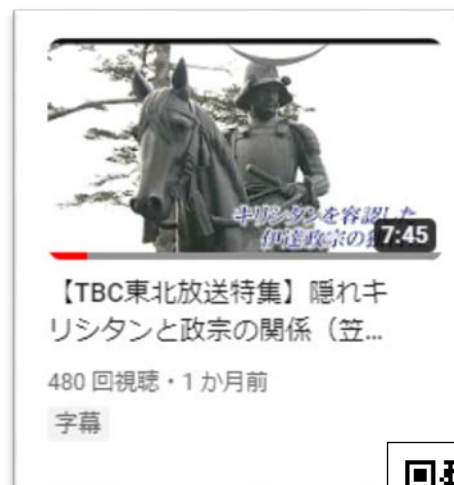 キリシタンを容認した
伊達政宗の
7:45
【TBC東北放送特集】隠れキ
リシタンと政宗の関係（笠...
480 回視聴・1 か月前
字幕